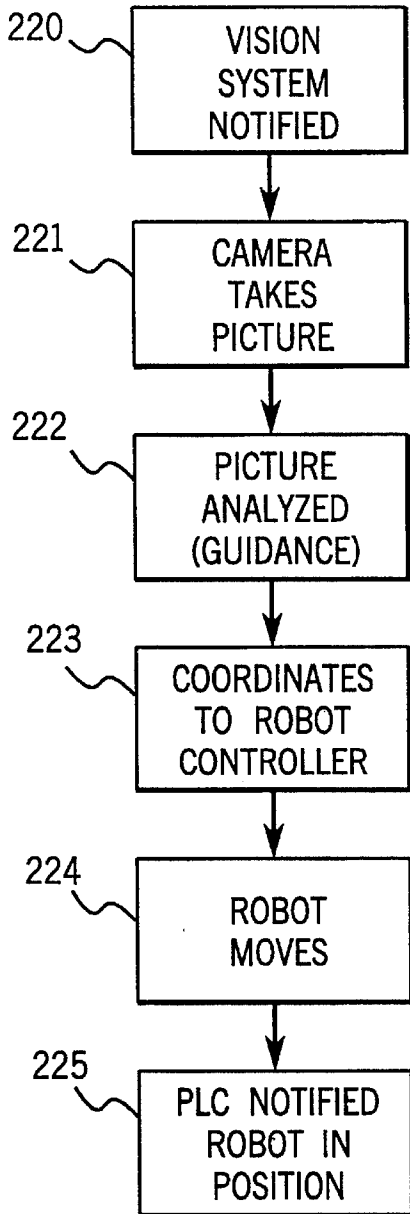 220
VISION
SYSTEM
NOTIFIED
221
CAMERA
TAKES
PICTURE
222
PICTURE
ANALYZED
(GUIDANCE)
223
COORDINATES
TO ROBOT
CONTROLLER
224
ROBOT
MOVES
225
PLC NOTIFIED
ROBOT IN
POSITION